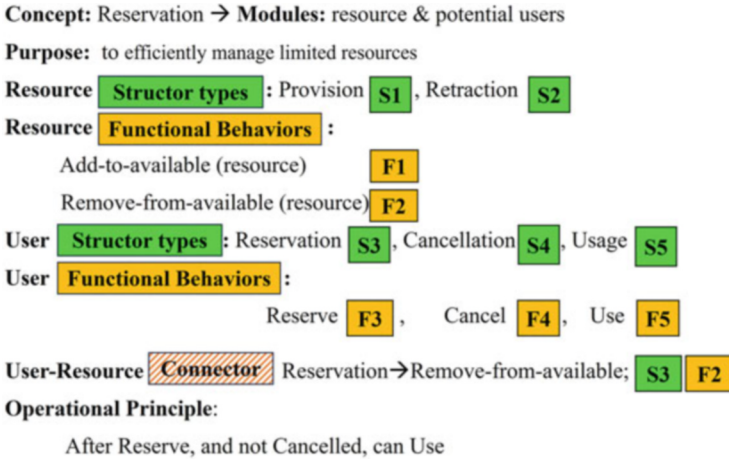 Concept: Reservation → Modules: resource & potential users
Purpose: to efficiently manage limited resources
Resource Structor types : Provision S1 , Retraction S2
Resource Functional Behaviors :
Add-to-available (resource) F1
Remove-from-available (resource) F2
User Structor types : Reservation S3 , Cancellation S4 , Usage S5
User Functional Behaviors :
Reserve F3 , Cancel F4 , Use F5
User-Resource Connector Reservation→Remove-from-available; S3 F2
Operational Principle:
After Reserve, and not Cancelled, can Use